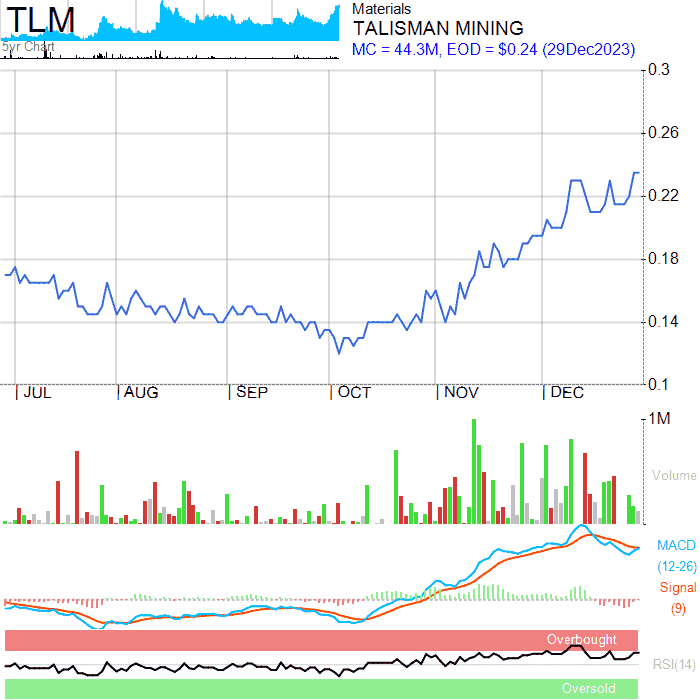 TLM
5yr Chart
Materials
TALISMAN MINING
MC = 44.3M, EOD = $0.24 (29Dec2023)
0.3
0.26
0.22
0.18
0.14
0.1
JUL AUG SEP OCT NOV DEC
1M
Volume
MACD
(12-26)
Signal
(9)
Overbought
RSI(14)
Oversold